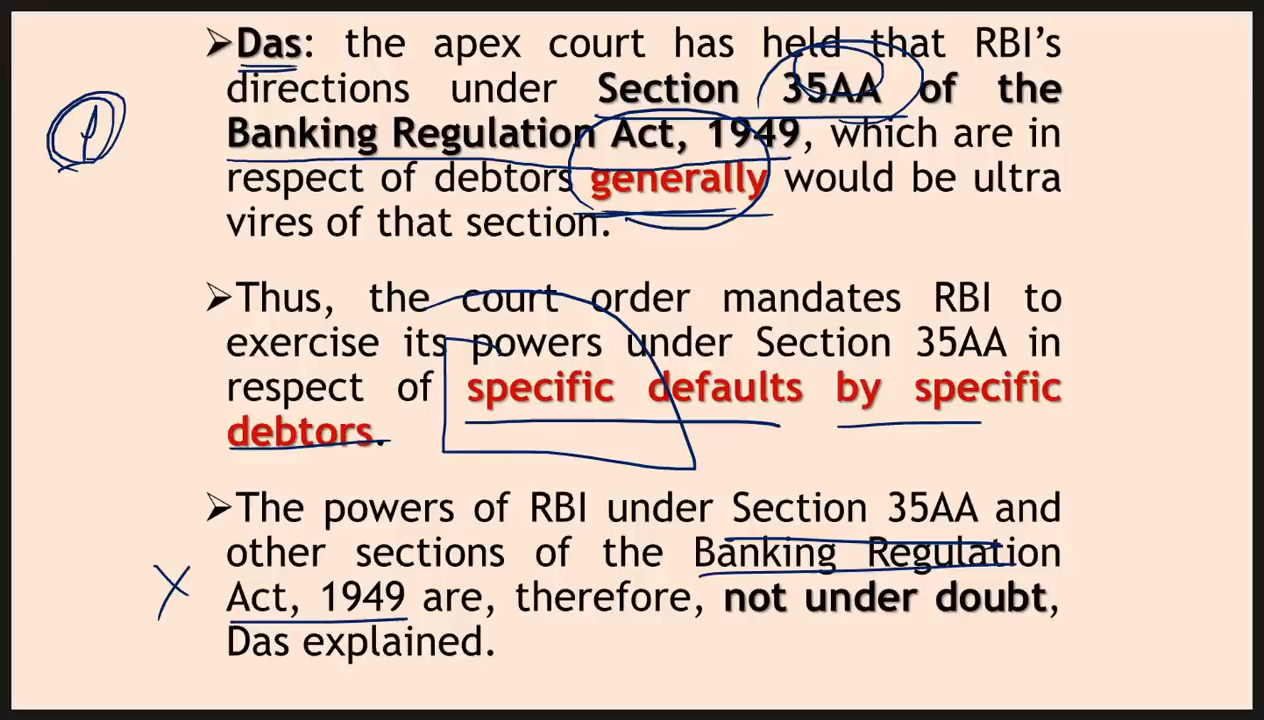 ➢Das: the apex court has held that RBI’s
directions under Section 35AA of the
Banking Regulation Act, 1949, which are in
respect of debtors generally would be ultra
vires of that section.
➢Thus, the court order mandates RBI to
exercise its powers under Section 35AA in
respect of specific defaults by specific
debtors.
➢The powers of RBI under Section 35AA and
other sections of the Banking Regulation
Act, 1949 are, therefore, not under doubt,
Das explained.